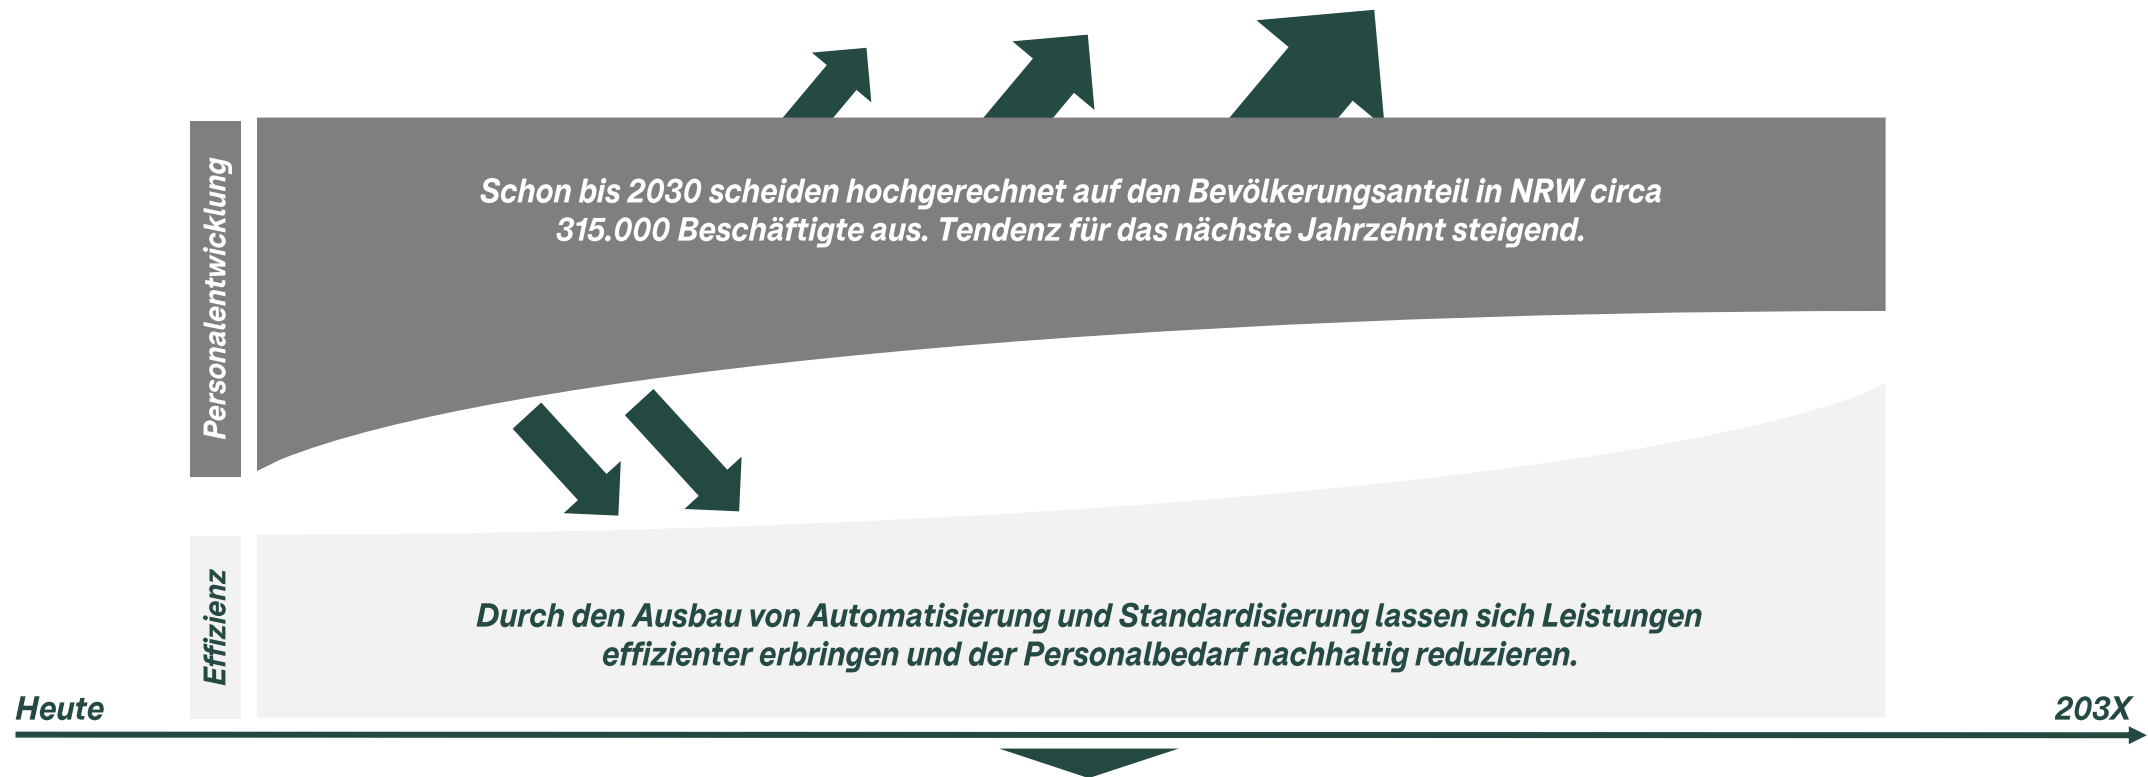 Personalentwicklung
Schon bis 2030 scheiden hochgerechnet auf den Bevölkerungsanteil in NRW circa
315.000 Beschäftigte aus. Tendenz für das nächste Jahrzehnt steigend.
Effizienz
Durch den Ausbau von Automatisierung und Standardisierung lassen sich Leistungen
effizienter erbringen und der Personalbedarf nachhaltig reduzieren.
Heute
203X